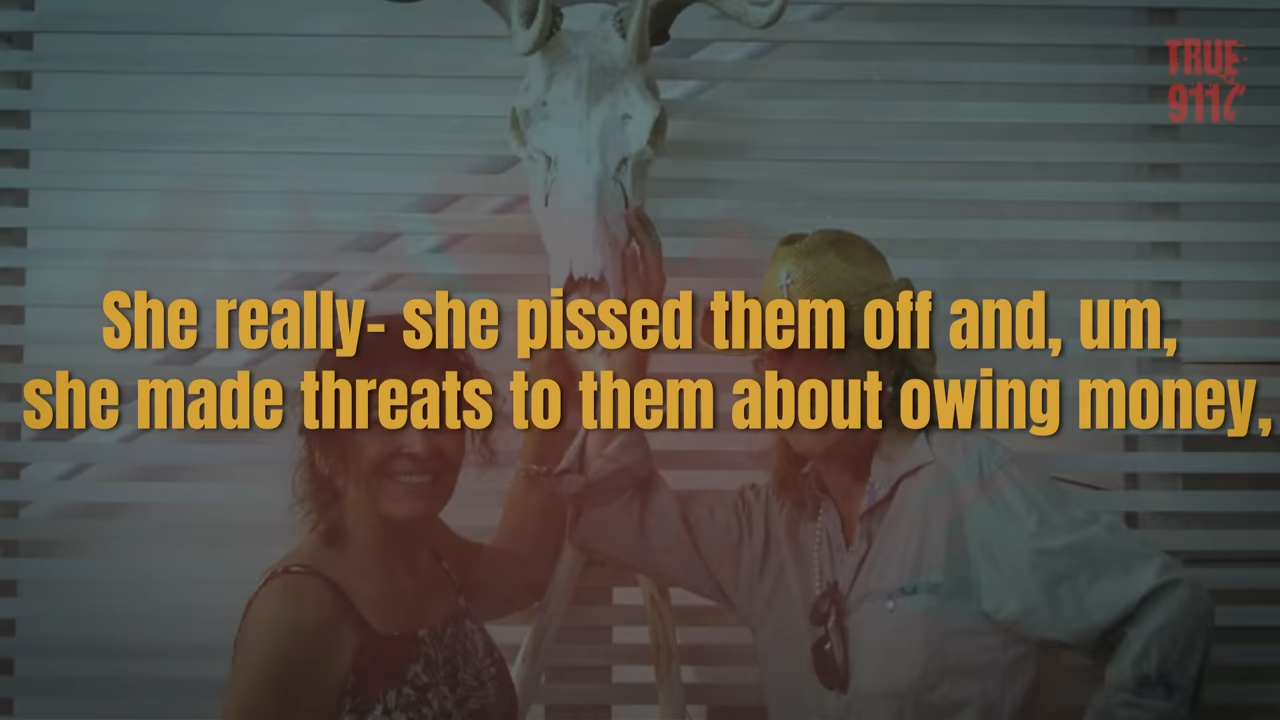 TRUE
911
She really- she pissed them off and, um,
she made threats to them about owing money,